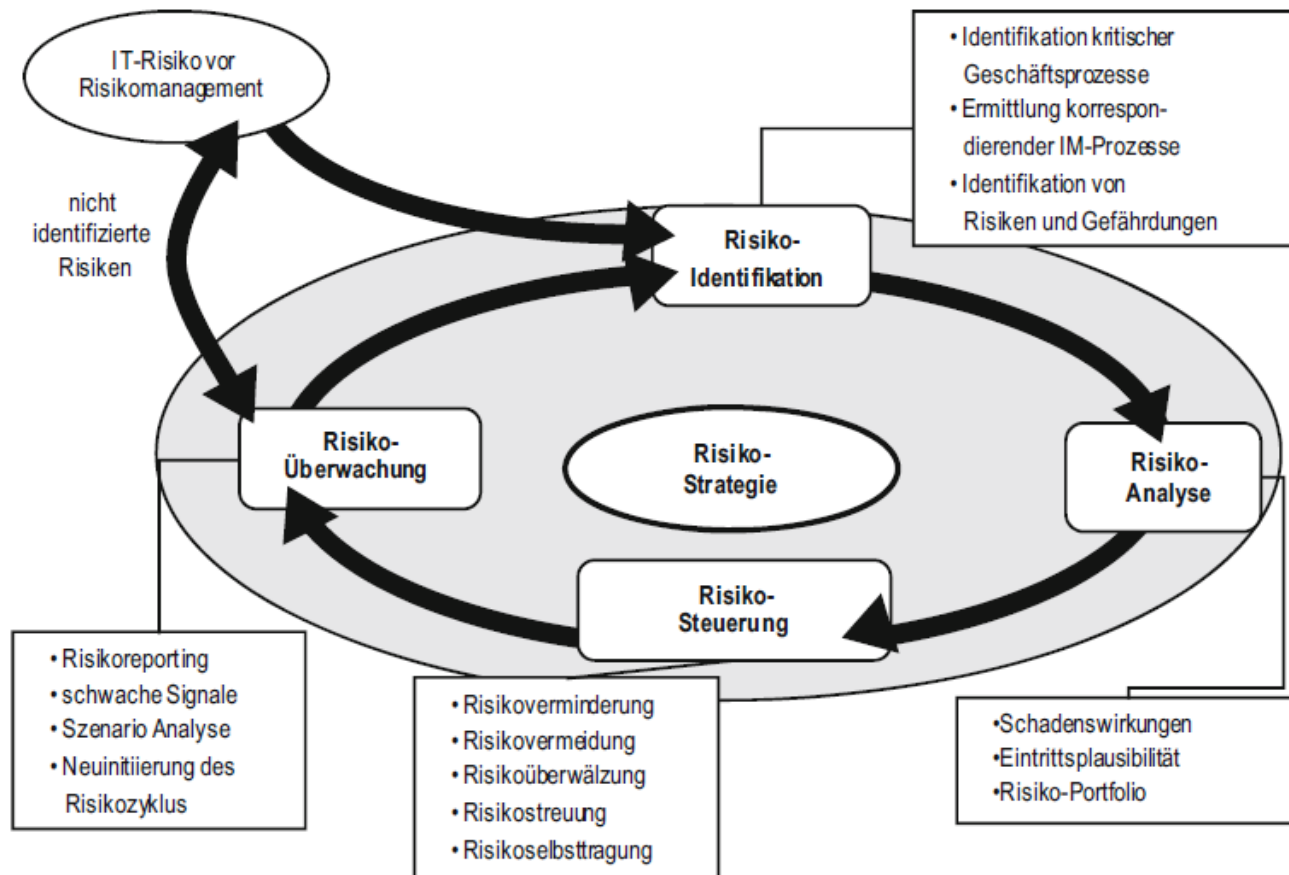 IT-Risiko vor
Risikomanagement
• Identifikation kritischer
Geschäftsprozesse
• Ermittlung korrespon-
dierender IM-Prozesse
• Identifikation von
Risiken und Gefährdungen
nicht
identifizierte
Risiken
Risiko-
Identifikation
Risiko-
Überwachung
Risiko-
Strategie
Risiko-
Analyse
Risiko-
Steuerung
• Risikoreporting
• schwache Signale
• Szenario Analyse
• Neuinitiierung des
Risikozyklus
• Risikoverminderung
• Risikovermeidung
• Risikoüberwälzung
• Risikostreuung
• Risikoselbsttragung
•Schadenswirkungen
•Eintrittsplausibilität
•Risiko-Portfolio